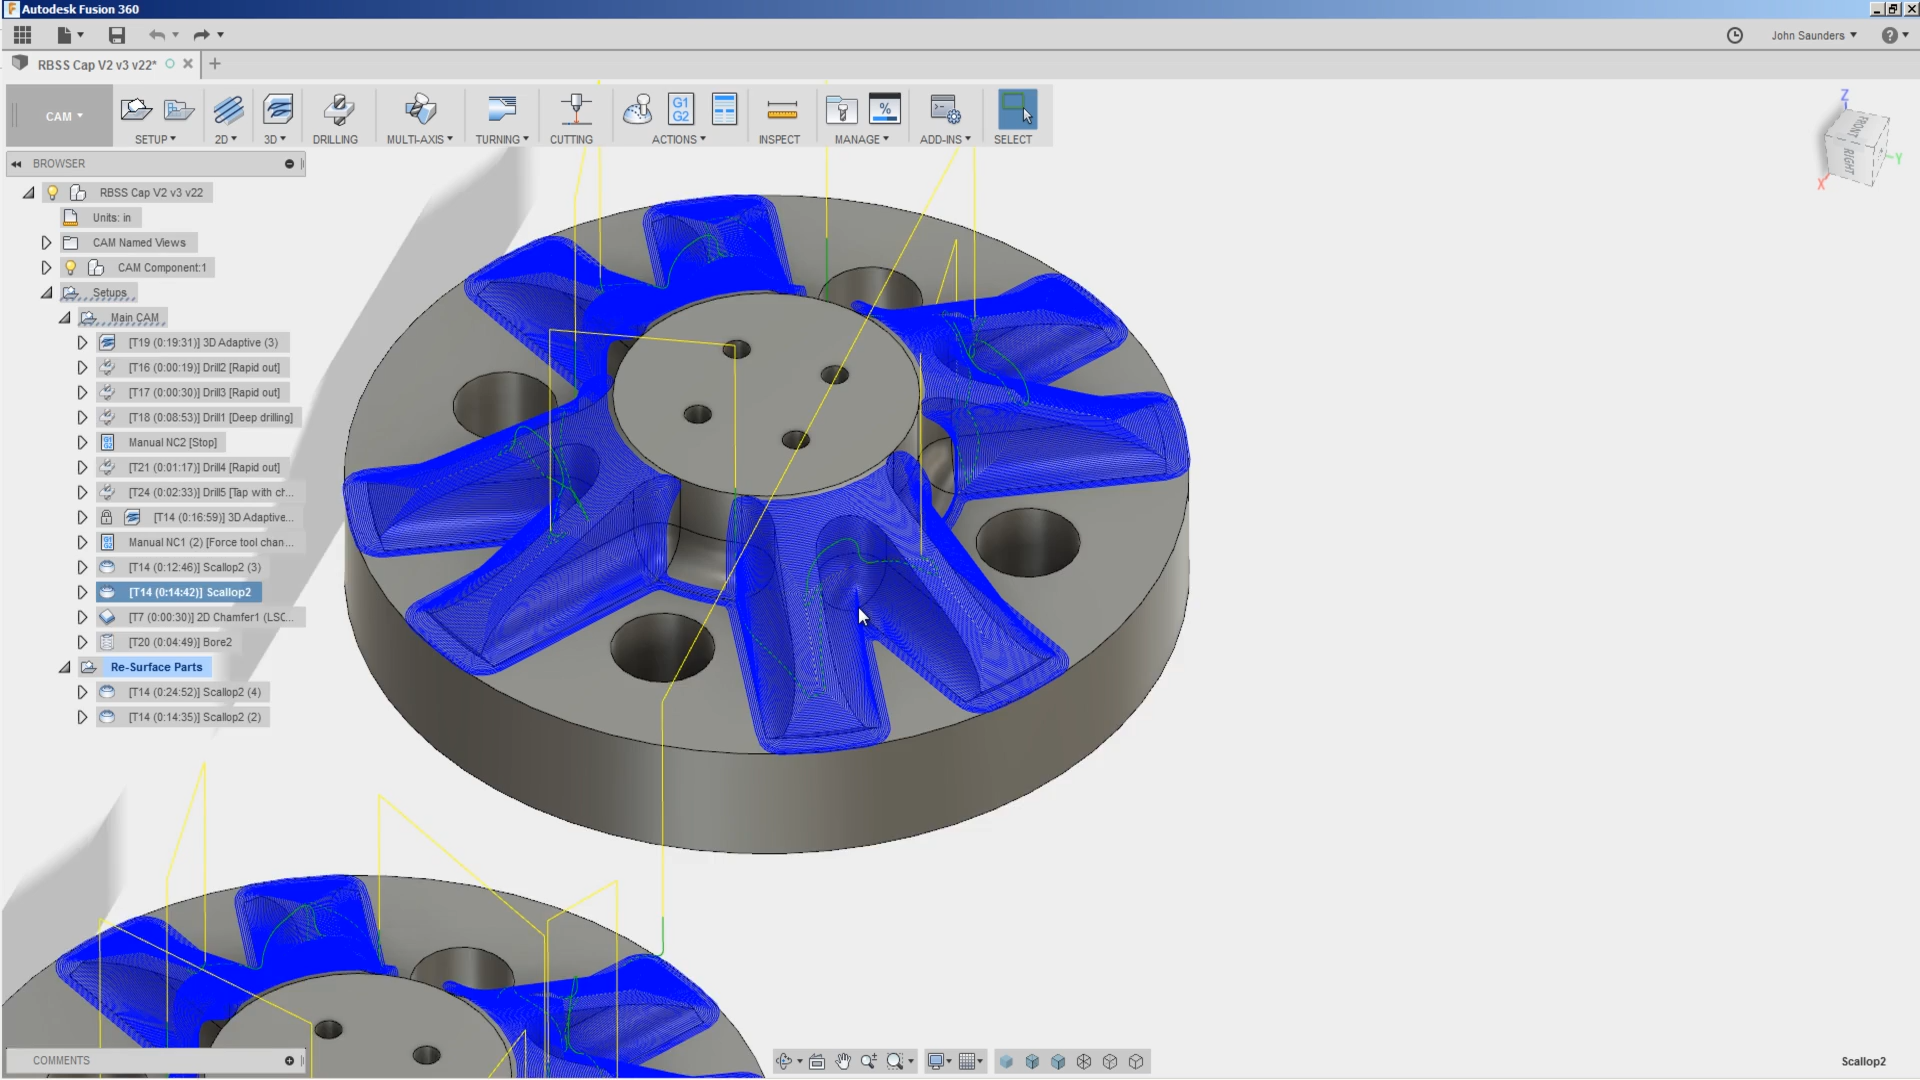 Autodesk Fusion 360
John Saunders
RBSS Cap V2 v3 v22*
CAM
SETUP
2D
3D
DRILLING
MULTI-AXIS
TURNING
CUTTING
G1
G2
ACTIONS
INSPECT
MANAGE
ADD-INS
SELECT
Z
FRONT
RIGHT
Y
X
BROWSER
RBSS Cap V2 v3 v22
Units: in
CAM Named Views
CAM Component:1
Setups
Main CAM
[T19 (0:19:31)] 3D Adaptive (3)
[T16 (0:00:19)] Drill2 [Rapid out]
[T17 (0:00:30)] Drill3 [Rapid out]
[T18 (0:08:53)] Drill1 [Deep drilling]
Manual NC2 [Stop]
[T21 (0:01:17)] Drill4 [Rapid out]
[T24 (0:02:33)] Drill5 [Tap with ch...
[T14 (0:16:59)] 3D Adaptive...
Manual NC1 (2) [Force tool chan...
[T14 (0:12:46)] Scallop2 (3)
[T14 (0:14:42)] Scallop2
[T7 (0:00:30)] 2D Chamfer1 (LSC...
[T20 (0:04:49)] Bore2
Re-Surface Parts
[T14 (0:24:52)] Scallop2 (4)
[T14 (0:14:35)] Scallop2 (2)
COMMENTS
Scallop2